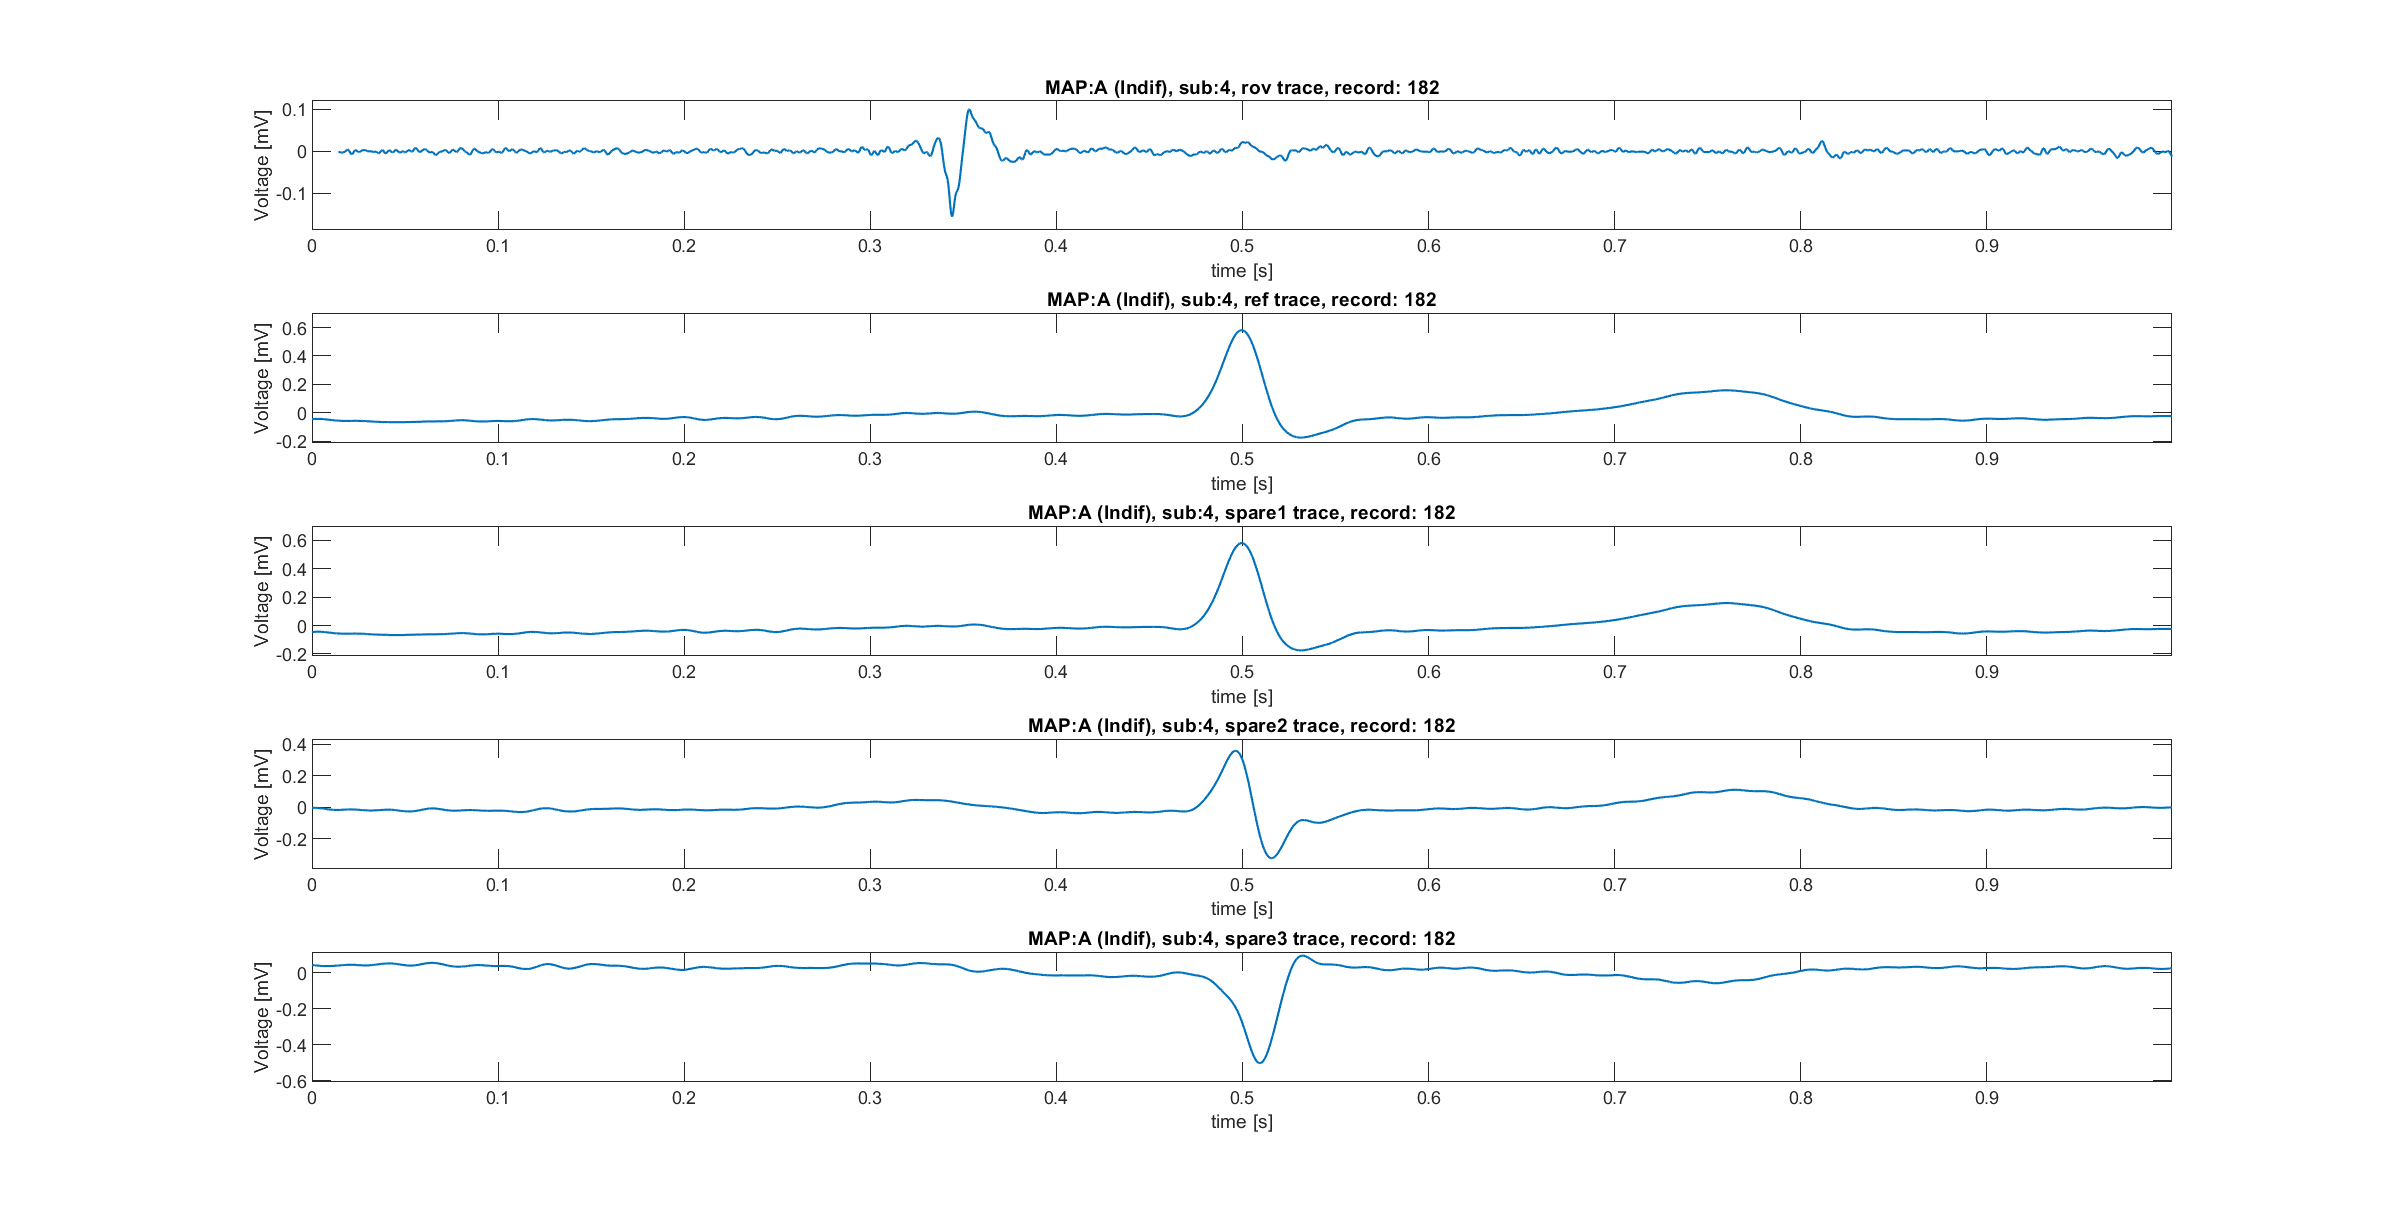 MAP:A (Indif), sub:4, rov trace, record: 182
Voltage [mV]
0.1
0
-0.1
0 0.1 0.2 0.3 0.4 0.5 0.6 0.7 0.8 0.9
time [s]
MAP:A (Indif), sub:4, ref trace, record: 182
Voltage [mV]
0.6
0.4
0.2
0
-0.2
0 0.1 0.2 0.3 0.4 0.5 0.6 0.7 0.8 0.9
time [s]
MAP:A (Indif), sub:4, spare1 trace, record: 182
Voltage [mV]
0.6
0.4
0.2
0
-0.2
0 0.1 0.2 0.3 0.4 0.5 0.6 0.7 0.8 0.9
time [s]
MAP:A (Indif), sub:4, spare2 trace, record: 182
Voltage [mV]
0.4
0.2
0
-0.2
0 0.1 0.2 0.3 0.4 0.5 0.6 0.7 0.8 0.9
time [s]
MAP:A (Indif), sub:4, spare3 trace, record: 182
Voltage [mV]
0
-0.2
-0.4
-0.6
0 0.1 0.2 0.3 0.4 0.5 0.6 0.7 0.8 0.9
time [s]